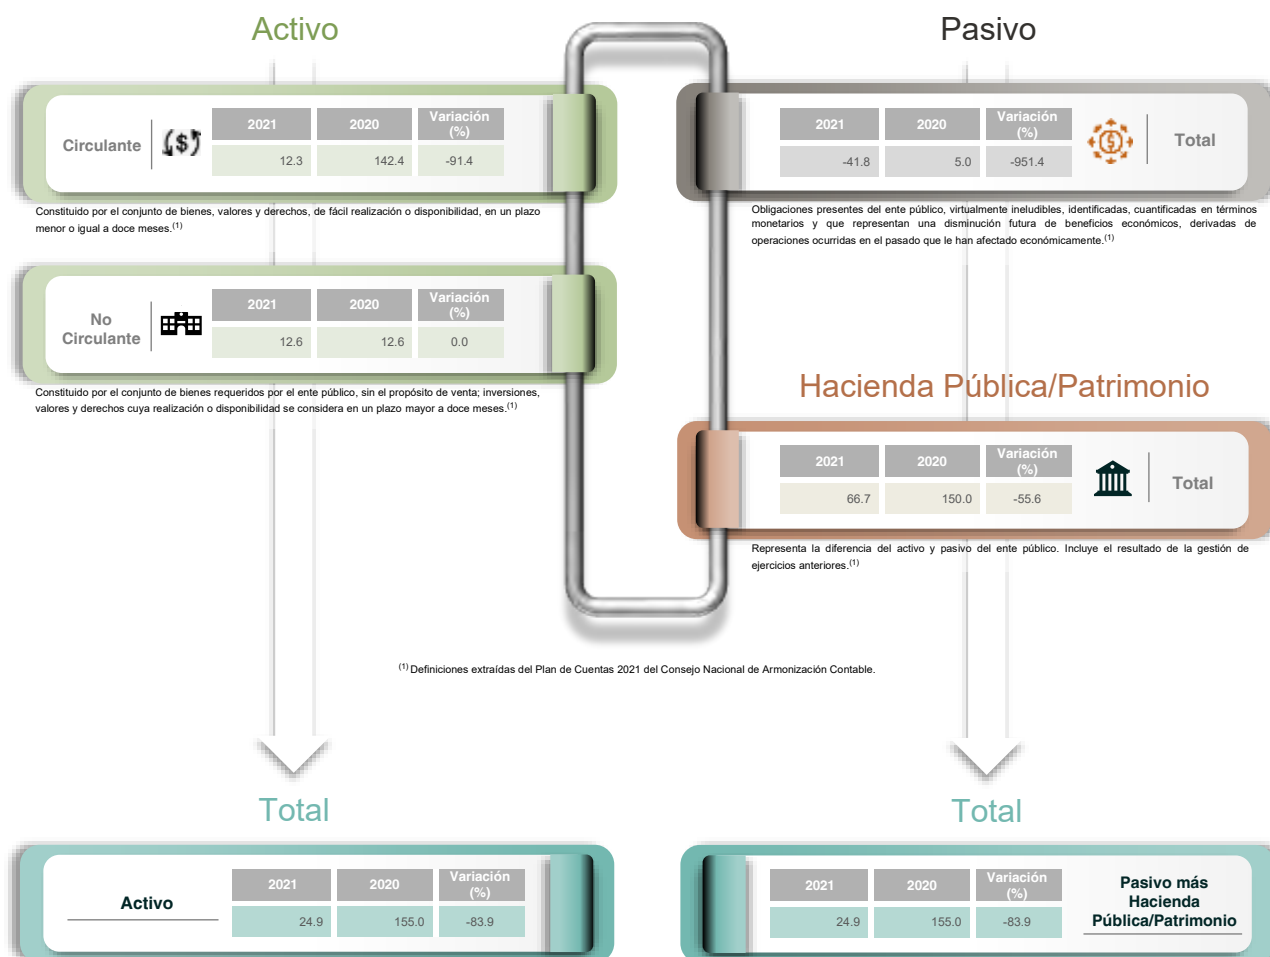 Activo
Circulante
2021 2020 Variación (%)
12.3 142.4 -91.4
Constituido por el conjunto de bienes, valores y derechos, de fácil realización o disponibilidad, en un plazo
menor o igual a doce meses.(1)
No
Circulante
2021 2020 Variación (%)
12.6 12.6 0.0
Constituido por el conjunto de bienes requeridos por el ente público, sin el propósito de venta; inversiones,
valores y derechos cuya realización o disponibilidad se considera en un plazo mayor a doce meses.(1)
Pasivo
2021 2020 Variación (%)
-41.8 5.0 -951.4
Total
Obligaciones presentes del ente público, virtualmente ineludibles, identificadas, cuantificadas en términos
monetarios y que representan una disminución futura de beneficios económicos, derivadas de
operaciones ocurridas en el pasado que le han afectado económicamente.(1)
Hacienda Pública/Patrimonio
2021 2020 Variación (%)
66.7 150.0 -55.6
Total
Representa la diferencia del activo y pasivo del ente público. Incluye el resultado de la gestión de
ejercicios anteriores.(1)
(1) Definiciones extraídas del Plan de Cuentas 2021 del Consejo Nacional de Armonización Contable.
Total
Activo
2021 2020 Variación (%)
24.9 155.0 -83.9
Total
2021 2020 Variación (%)
24.9 155.0 -83.9
Pasivo más
Hacienda
Pública/Patrimonio